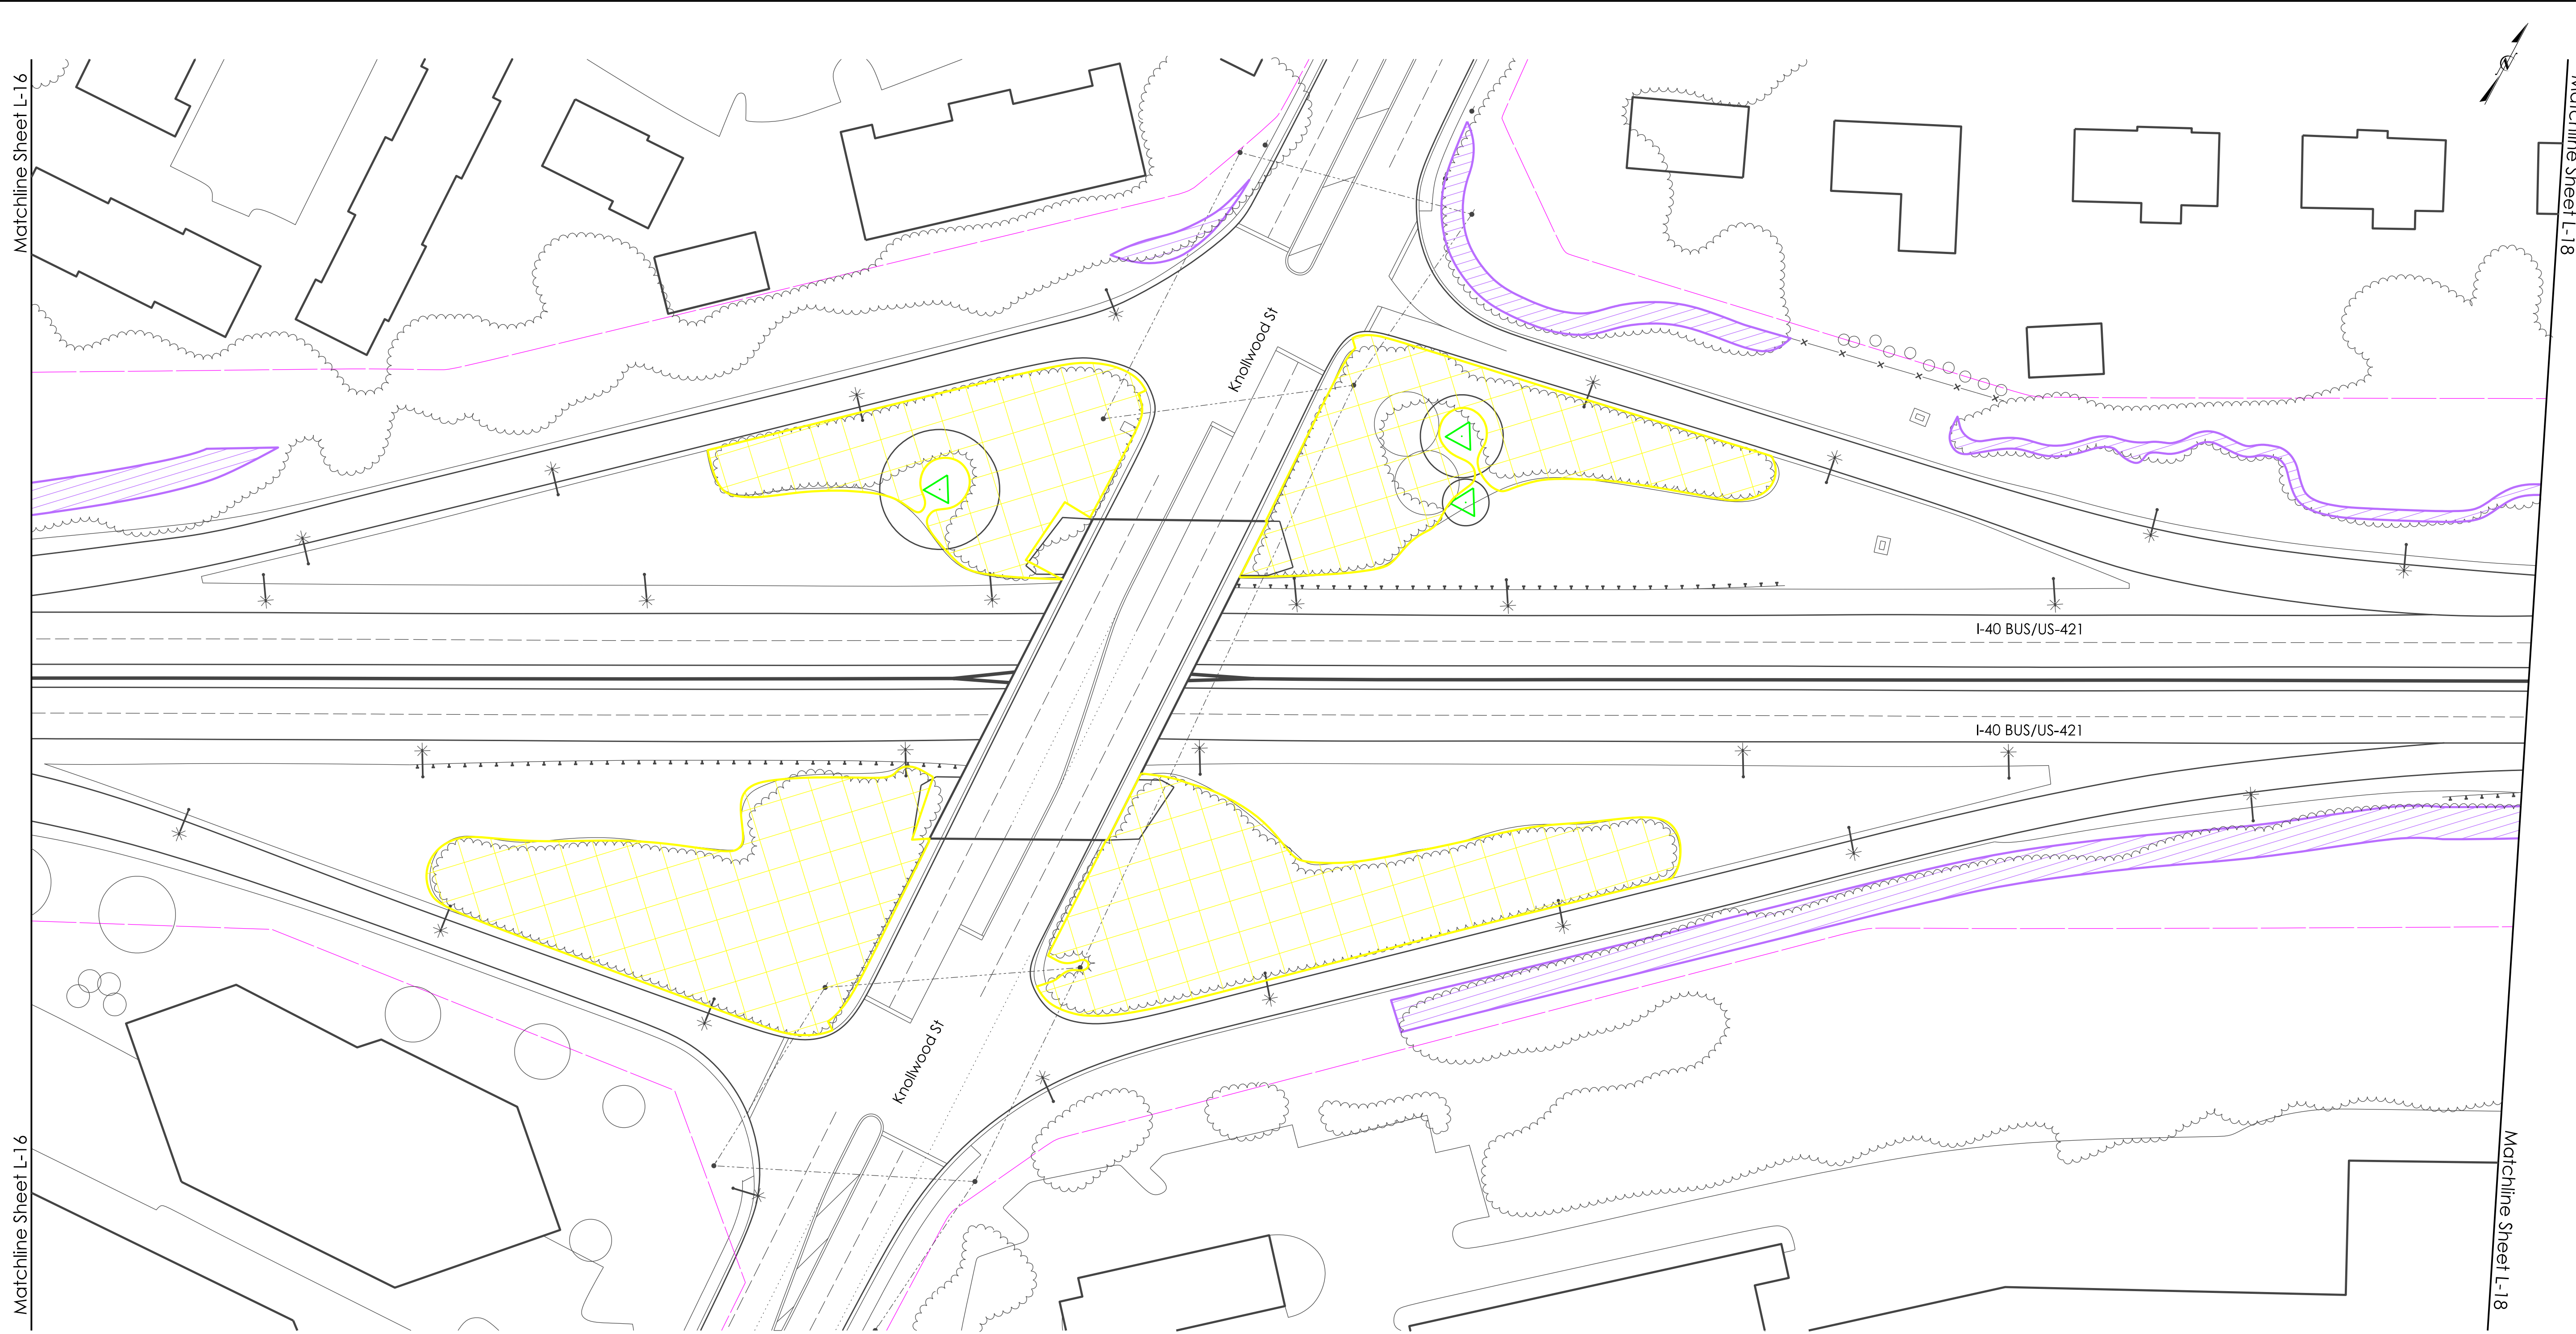 Matchline Sheet L-16
Matchline Sheet L-18
N
Knollwood St
I-40 BUS/US-421
I-40 BUS/US-421
Knollwood St
Matchline Sheet L-16
Matchline Sheet L-18